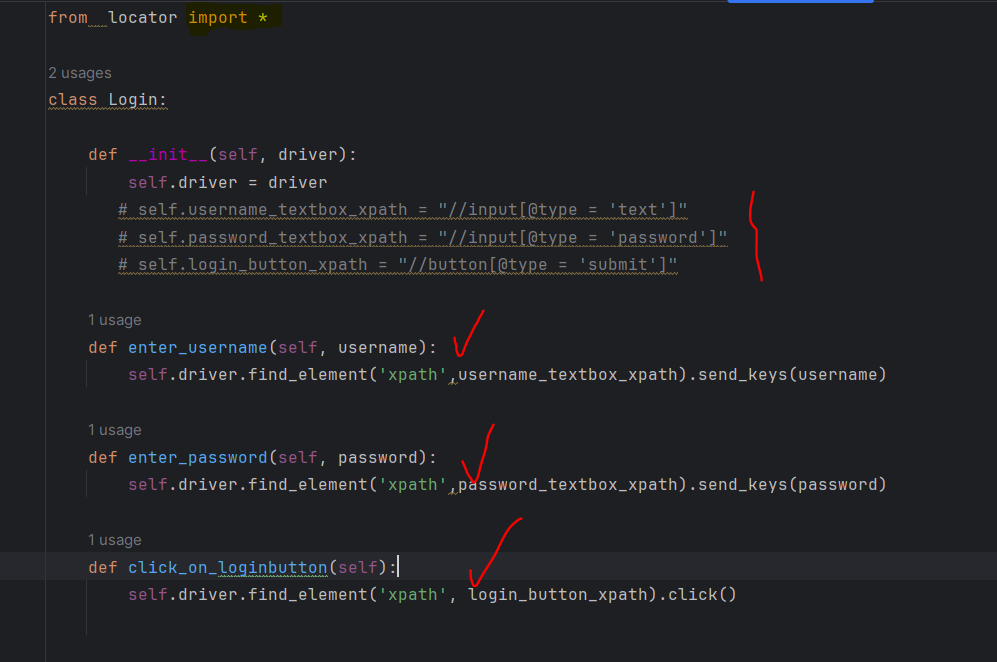 from  locator import *
2 usages
class Login:
def __init__(self, driver):
self.driver = driver
# self.username_textbox_xpath = "//input[@type = 'text']"
# self.password_textbox_xpath = "//input[@type = 'password']"
# self.login_button_xpath = "//button[@type = 'submit']"
1 usage
def enter_username(self, username):
self.driver.find_element('xpath',username_textbox_xpath).send_keys(username)
1 usage
def enter_password(self, password):
self.driver.find_element('xpath',password_textbox_xpath).send_keys(password)
1 usage
def click_on_loginbutton(self):
self.driver.find_element('xpath', login_button_xpath).click()